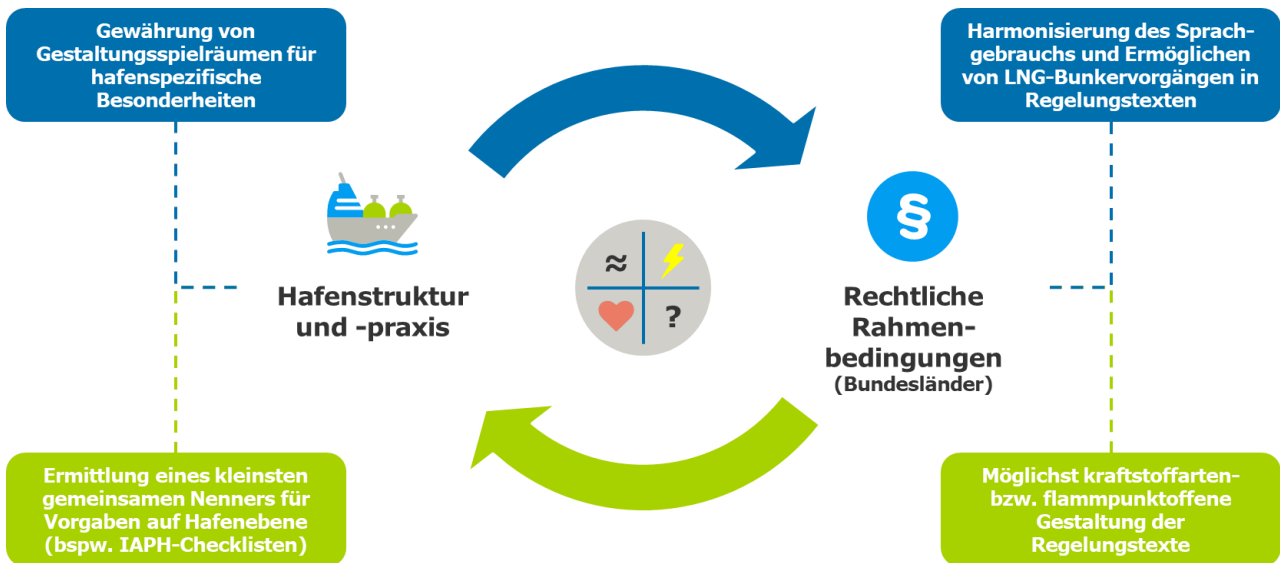 Gewährung von
Gestaltungsspielräumen für
hafenspezifische
Besonderheiten
Harmonisierung des Sprach-
gebrauchs und Ermöglichen
von LNG-Bunkervorgängen in
Regelungstexten
§
≈
?
Hafenstruktur
und -praxis
Rechtliche
Rahmen-
bedingungen
(Bundesländer)
Ermittlung eines kleinsten
gemeinsamen Nenners für
Vorgaben auf Hafenebene
(bspw. IAPH-Checklisten)
Möglichst kraftstoffarten-
bzw. flammpunktoffene
Gestaltung der
Regelungstexte